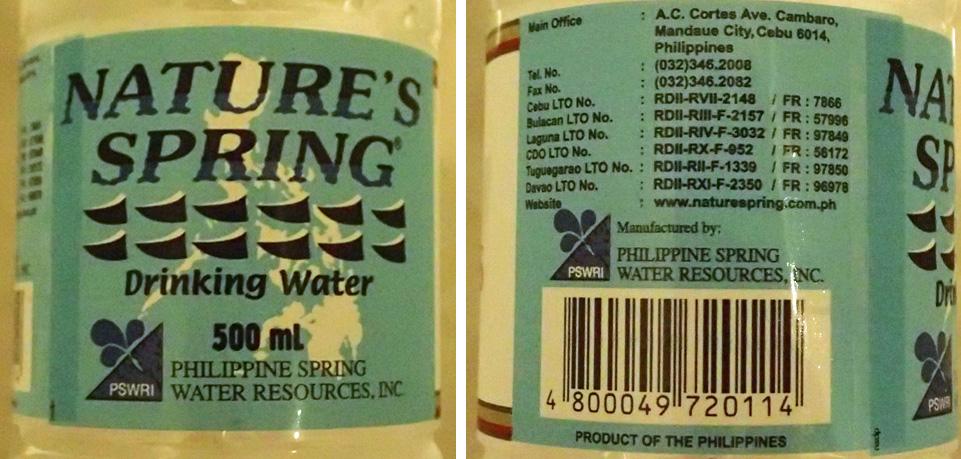 NATURE'S
SPRING®
Drinking Water
500 mL
PSWRI
PHILIPPINE SPRING
WATER RESOURCES, INC.
Main Office : A.C. Cortes Ave. Cambaro,
Mandaue City, Cebu 6014,
Philippines
Tel. No. : (032)346.2008
Fax No. : (032)346.2082
Cebu LTO No. : RDII-RVII-2148 / FR : 7866
Bulacan LTO No. : RDII-RIII-F-2157 / FR : 57996
Laguna LTO No. : RDII-RIV-F-3032 / FR : 97849
CDO LTO No. : RDII-RX-F-952 / FR : 56172
Tuguegarao LTO No. : RDII-RII-F-1339 / FR : 97850
Davao LTO No. : RDII-RXI-F-2350 / FR : 96978
Website : www.naturespring.com.ph
Manufactured by:
PSWRI
PHILIPPINE SPRING
WATER RESOURCES, INC.
4 800049 720114
PRODUCT OF THE PHILIPPINES
NA
SP
Dri
PSWRI